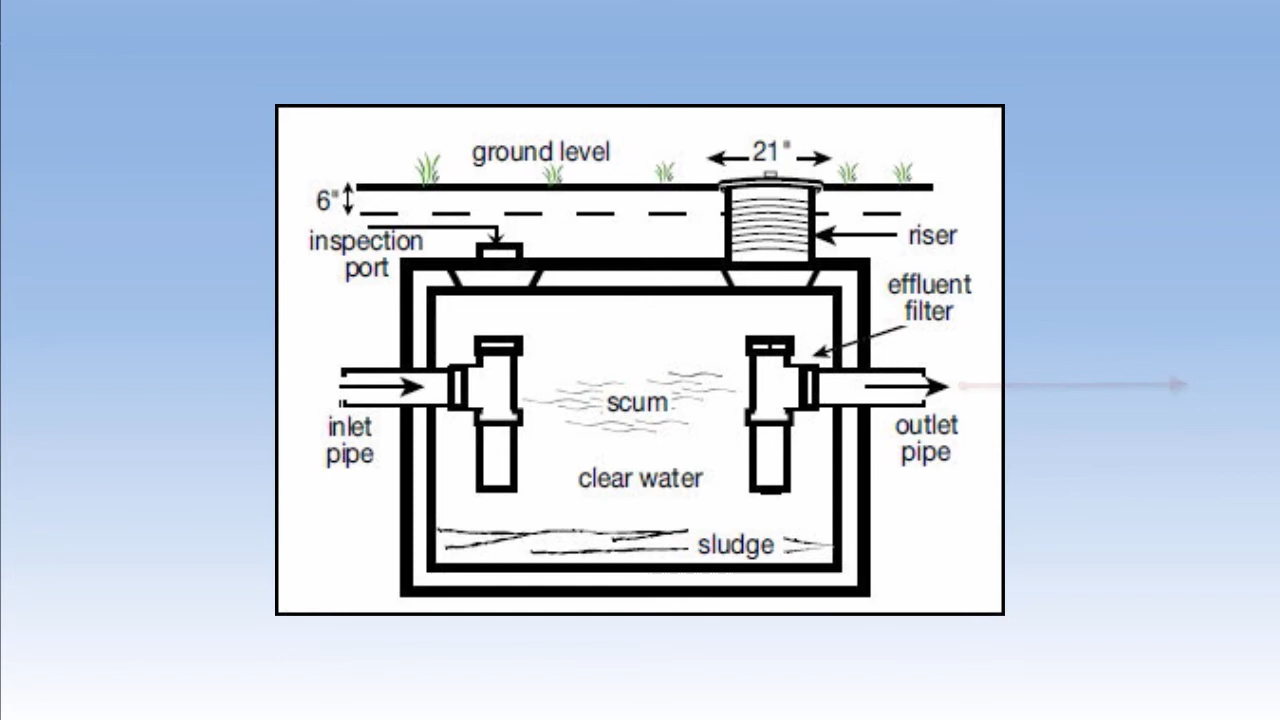 ground level
21"
6"
inspection
port
riser
effluent
filter
scum
inlet
pipe
outlet
pipe
clear water
sludge